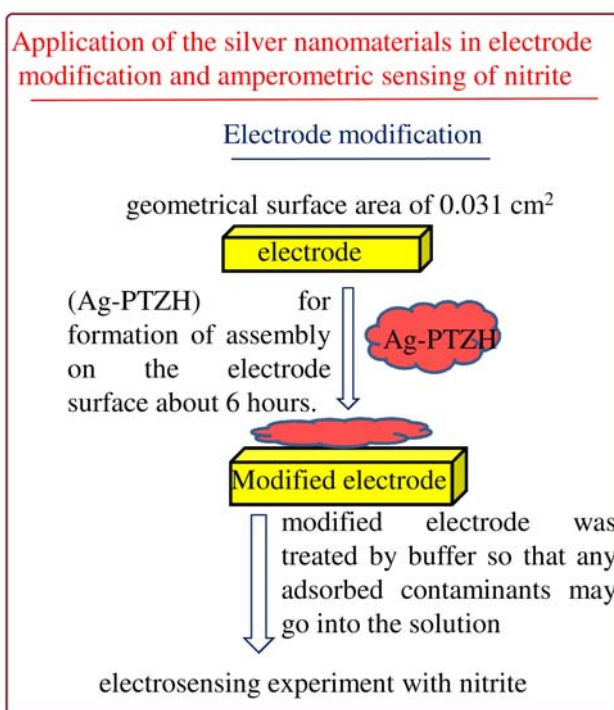 Application of the silver nanomaterials in electrode
modification and amperometric sensing of nitrite
Electrode modification
geometrical surface area of 0.031 cm²
electrode
(Ag-PTZH) for
formation of assembly
on the electrode
surface about 6 hours.
Ag-PTZH
Modified electrode
modified electrode was
treated by buffer so that any
adsorbed contaminants may
go into the solution
electrosensing experiment with nitrite